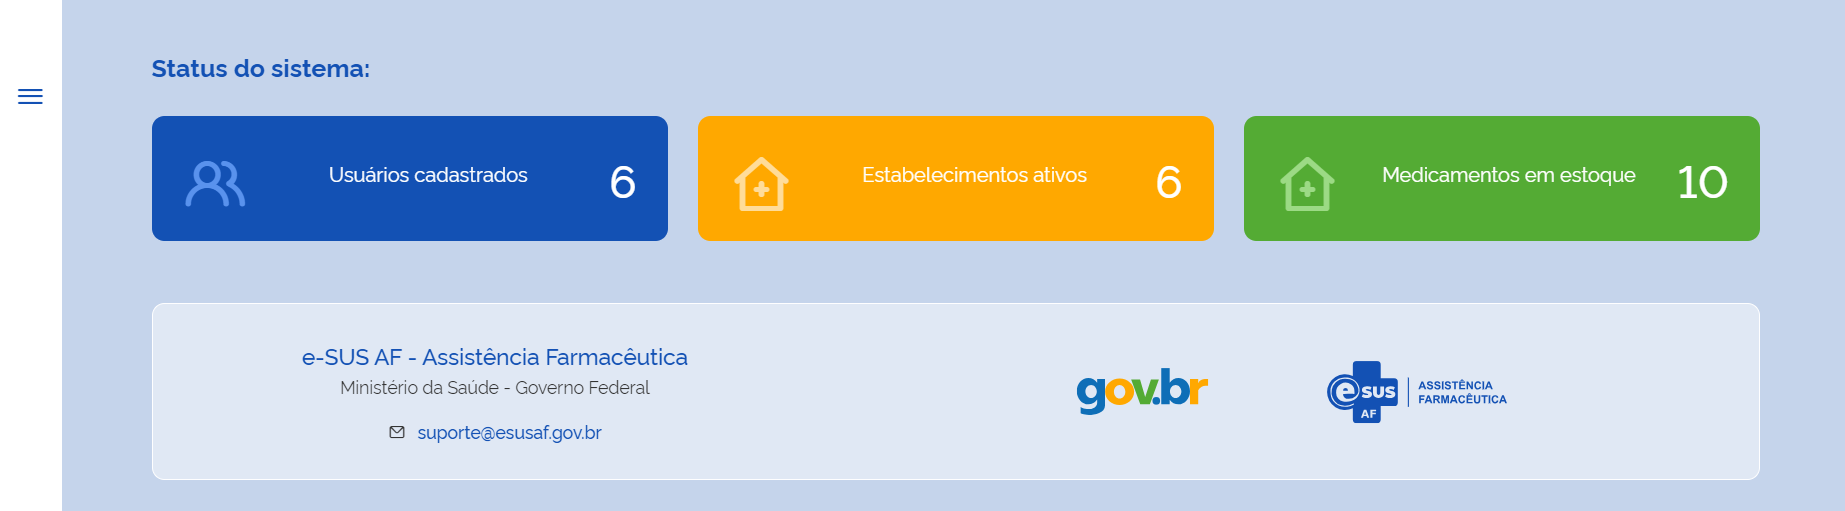 Status do sistema:
Usuários cadastrados 6
Estabelecimentos ativos 6
Medicamentos em estoque 10
e-SUS AF - Assistência Farmacêutica
Ministério da Saúde - Governo Federal
suporte@esusaf.gov.br
gov.br
e sus
AF
ASSISTÊNCIA
FARMACÊUTICA